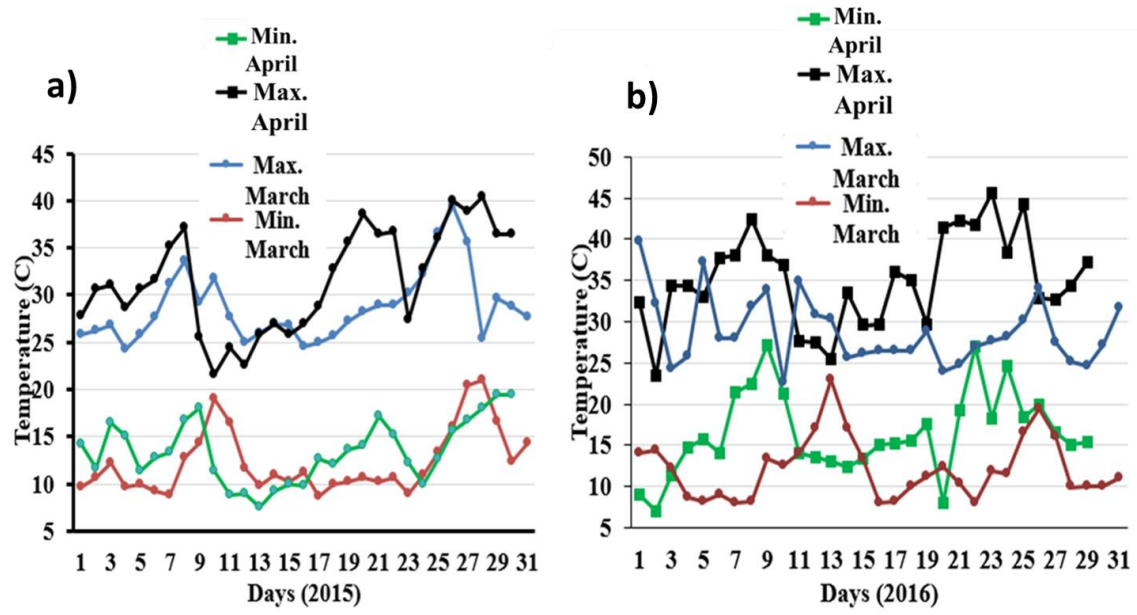 a)
Min.
April
Max.
April
Max.
March
Min.
March
45
40
35
30
25
20
15
10
5
Temperature (C)
1 3 5 7 9 11 13 15 17 19 21 23 25 27 29 31
Days (2015)
b)
Min.
April
Max.
April
Max.
March
Min.
March
50
45
40
35
30
25
20
15
10
5
Temperature (C)
1 3 5 7 9 11 13 15 17 19 21 23 25 27 29 31
Days (2016)